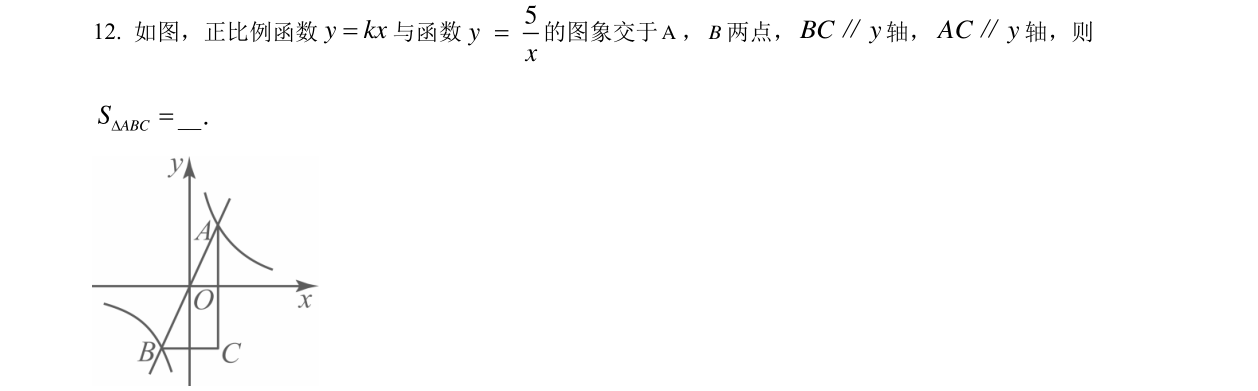 12. 如图，正比例函数 y = kx 与函数 y = 5/x 的图象交于 A ， B 两点， BC // y 轴， AC // y 轴，则
S△ABC = __.
y
A
O
x
B
C